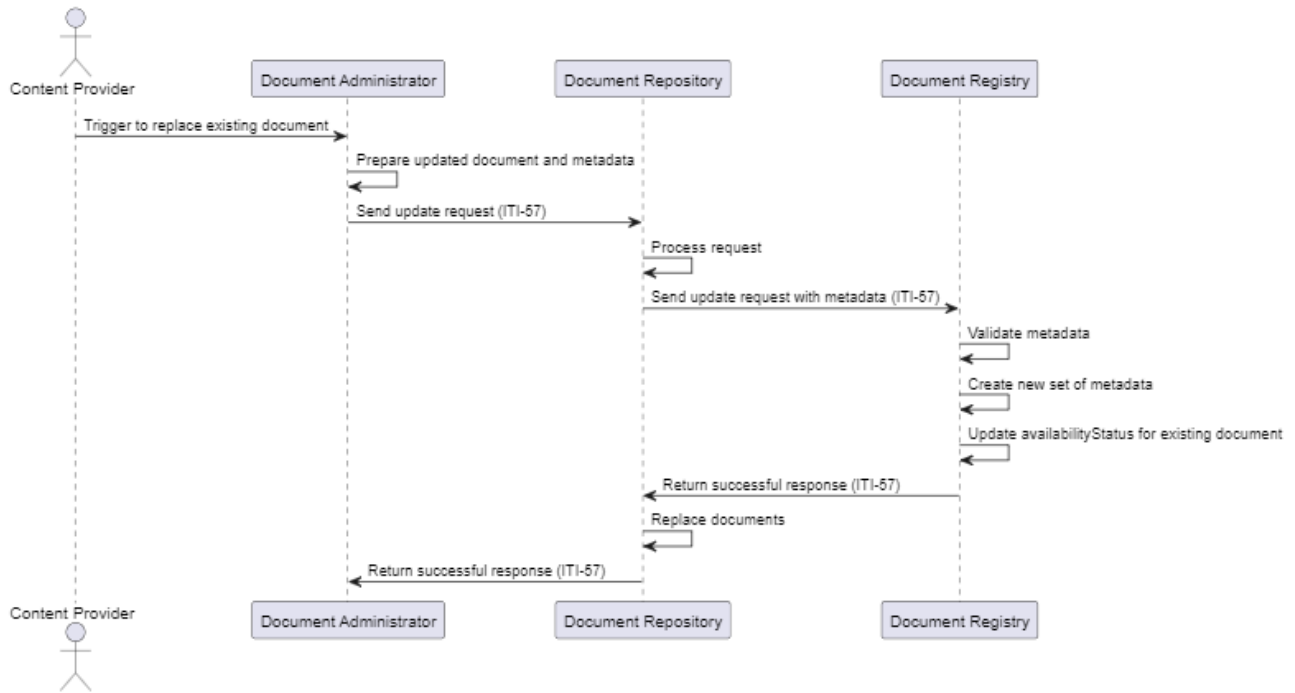 Content Provider
Document Administrator
Document Repository
Document Registry
Trigger to replace existing document
Prepare updated document and metadata
Send update request (ITI-57)
Process request
Send update request with metadata (ITI-57)
Validate metadata
Create new set of metadata
Update availabilityStatus for existing document
Return successful response (ITI-57)
Replace documents
Return successful response (ITI-57)
Content Provider
Document Administrator
Document Repository
Document Registry